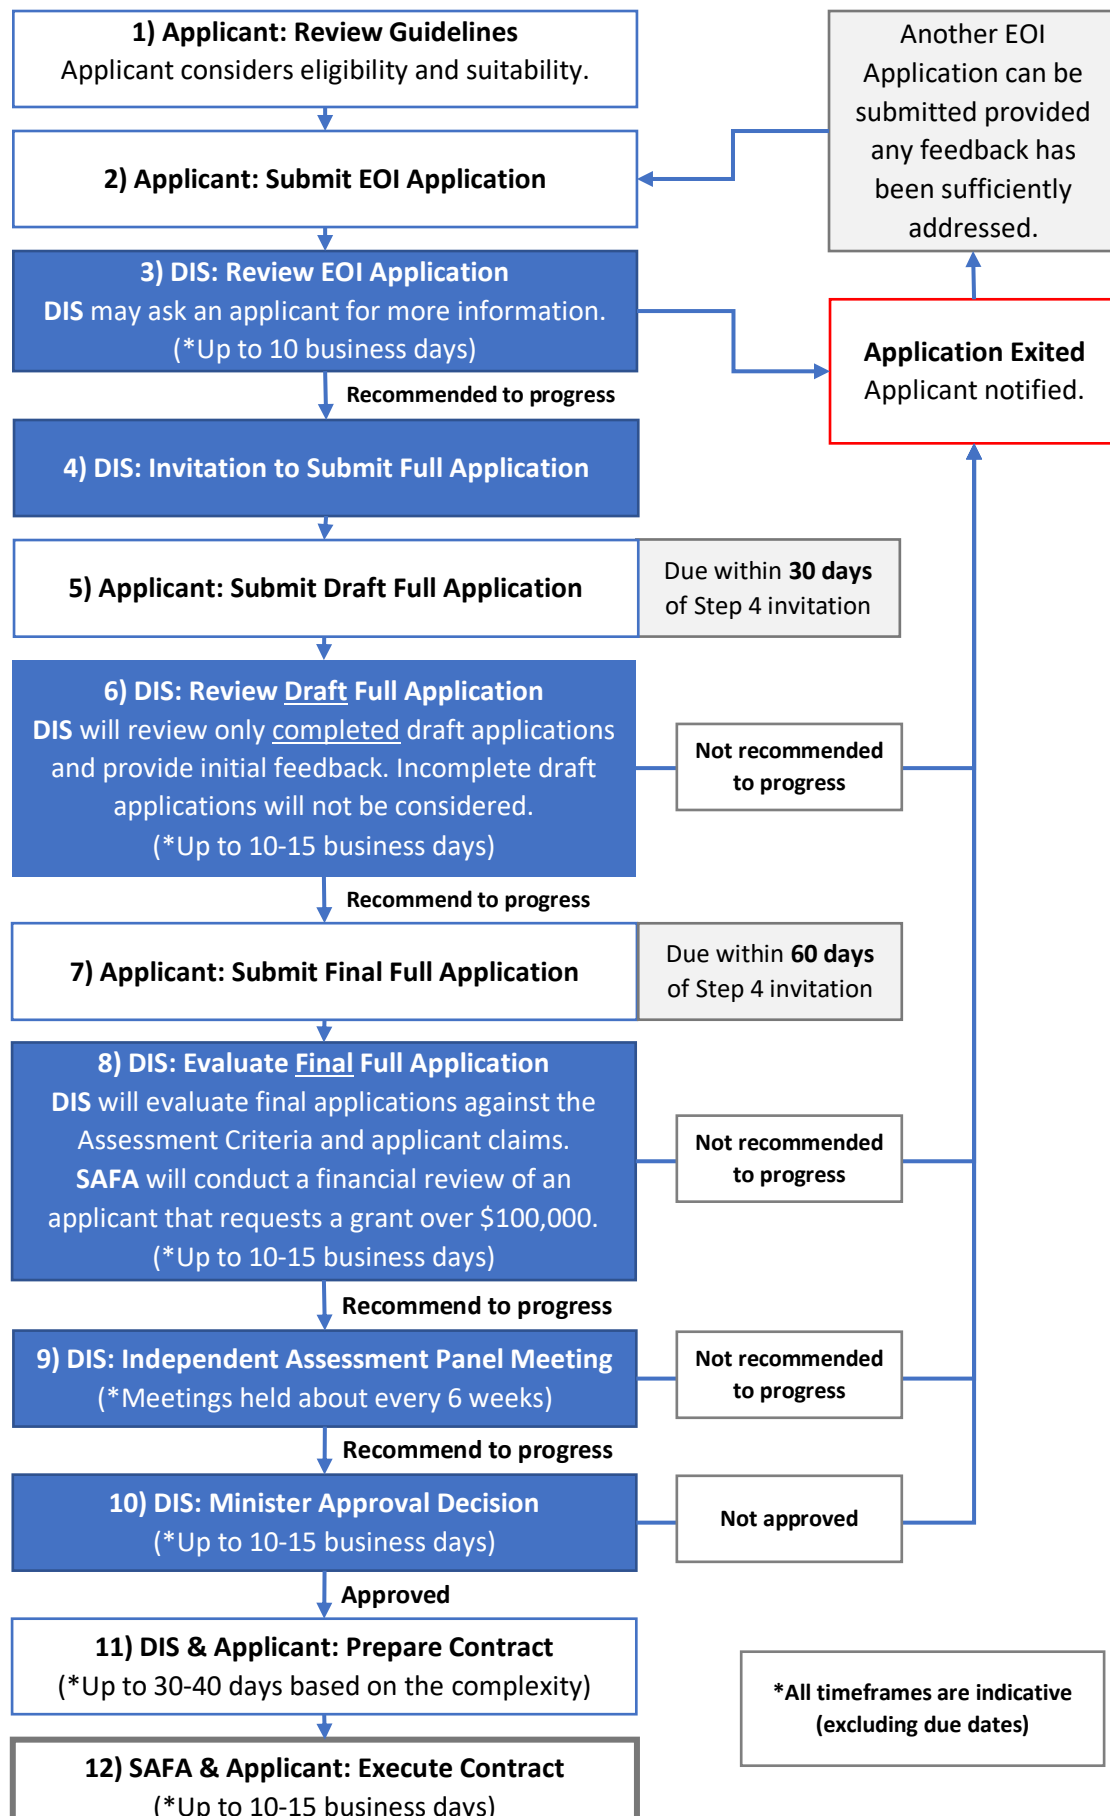 1) Applicant: Review Guidelines
Applicant considers eligibility and suitability.
Another EOI
Application can be
submitted provided
any feedback has
been sufficiently
addressed.
2) Applicant: Submit EOI Application
3) DIS: Review EOI Application
DIS may ask an applicant for more information.
(*Up to 10 business days)
Application Exited
Applicant notified.
Recommended to progress
4) DIS: Invitation to Submit Full Application
5) Applicant: Submit Draft Full Application
Due within 30 days
of Step 4 invitation
6) DIS: Review Draft Full Application
DIS will review only completed draft applications
and provide initial feedback. Incomplete draft
applications will not be considered.
(*Up to 10-15 business days)
Not recommended
to progress
Recommend to progress
7) Applicant: Submit Final Full Application
Due within 60 days
of Step 4 invitation
8) DIS: Evaluate Final Full Application
DIS will evaluate final applications against the
Assessment Criteria and applicant claims.
SAFA will conduct a financial review of an
applicant that requests a grant over $100,000.
(*Up to 10-15 business days)
Not recommended
to progress
Recommend to progress
9) DIS: Independent Assessment Panel Meeting
(*Meetings held about every 6 weeks)
Not recommended
to progress
Recommend to progress
10) DIS: Minister Approval Decision
(*Up to 10-15 business days)
Not approved
Approved
11) DIS & Applicant: Prepare Contract
(*Up to 30-40 days based on the complexity)
*All timeframes are indicative
(excluding due dates)
12) SAFA & Applicant: Execute Contract
(*Up to 10-15 business days)